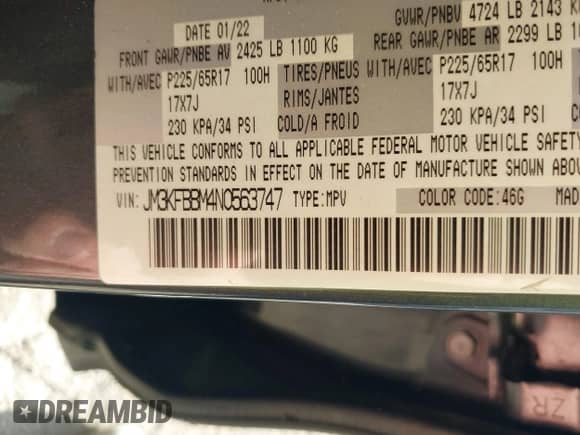 DATE 01/22
GVWR/PNBV 4724 LB 2143 K
FRONT GAWR/PNBE AV 2425 LB 1100 KG
REAR GAWR/PNBE AR 2299 LB 10
WITH/AVEC P225/65R17 100H TIRES/PNEUS WITH/AVEC P225/65R17 100H
17X7J RIMS/JANTES 17X7J
230 KPA/34 PSI COLD/A FROID 230 KPA/34 PSI
THIS VEHICLE CONFORMS TO ALL APPLICABLE FEDERAL MOTOR VEHICLE SAFETY
PREVENTION STANDARDS IN EFFECT ON THE DATE OF MANUFACTURE SHOWN ABOV
VIN: JM3KFBBM4N0563747 TYPE:MPV COLOR CODE:46G MAD
ZR
DREAMBID